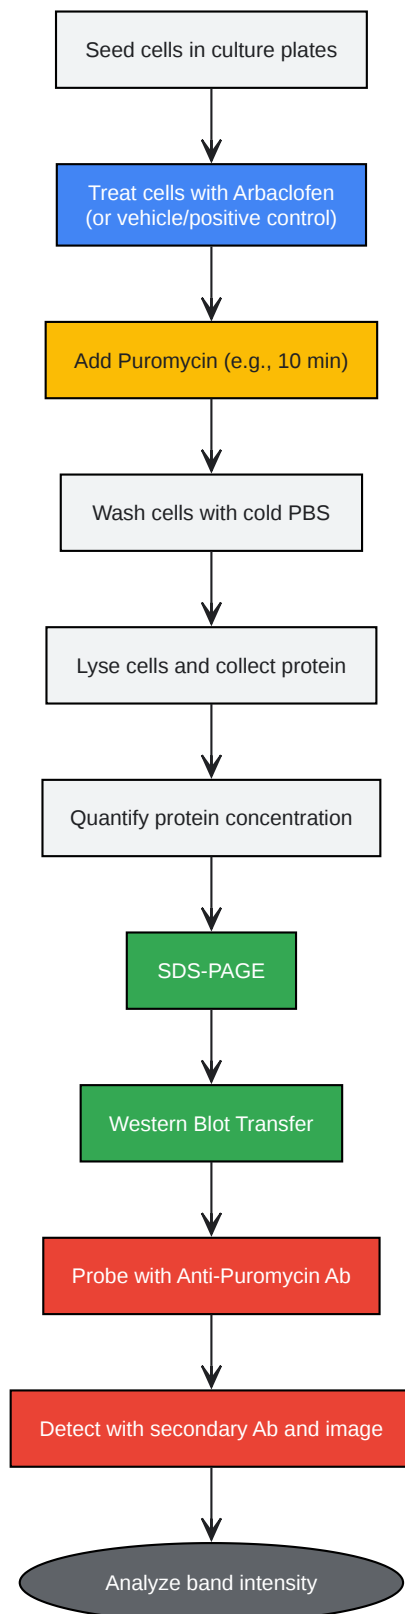 Seed cells in culture plates
Treat cells with Arbaclofen
(or vehicle/positive control)
Add Puromycin (e.g., 10 min)
Wash cells with cold PBS
Lyse cells and collect protein
Quantify protein concentration
SDS-PAGE
Western Blot Transfer
Probe with Anti-Puromycin Ab
Detect with secondary Ab and image
Analyze band intensity